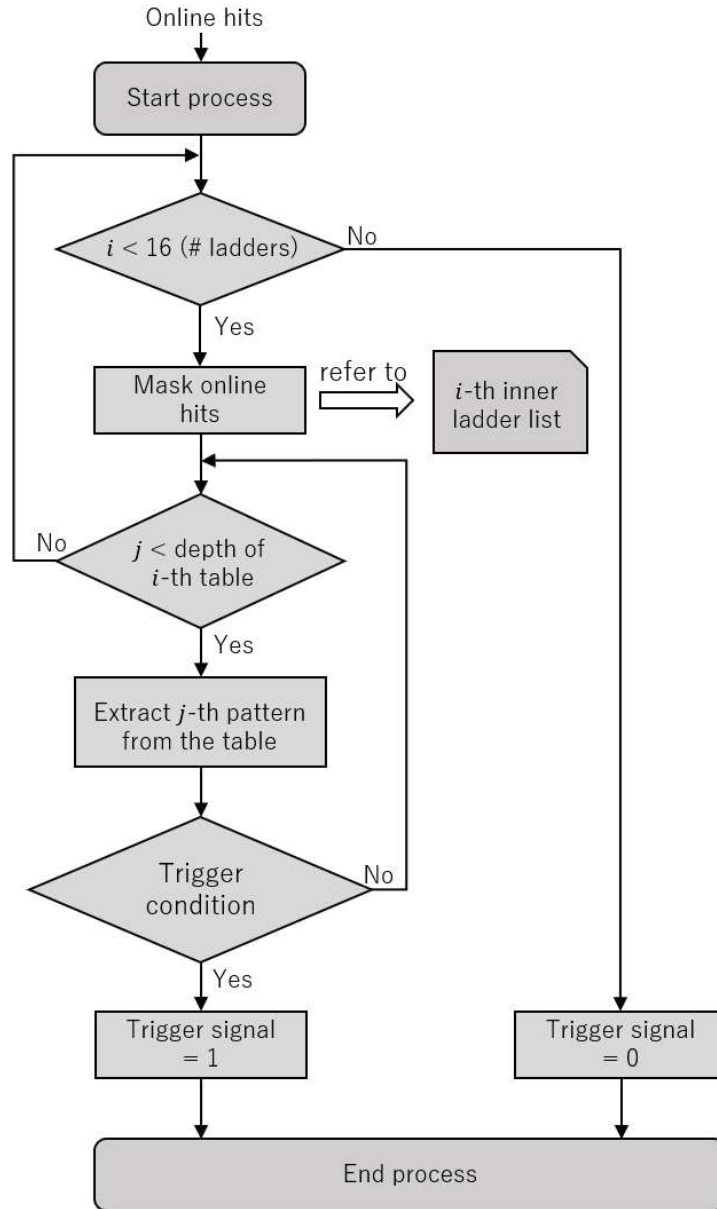 Online hits
Start process
i < 16 (# ladders)
No
Yes
Mask online
hits
refer to
i-th inner
ladder list
No
j < depth of
i-th table
Yes
Extract j-th pattern
from the table
Trigger
condition
No
Yes
Trigger signal
= 1
Trigger signal
= 0
End process